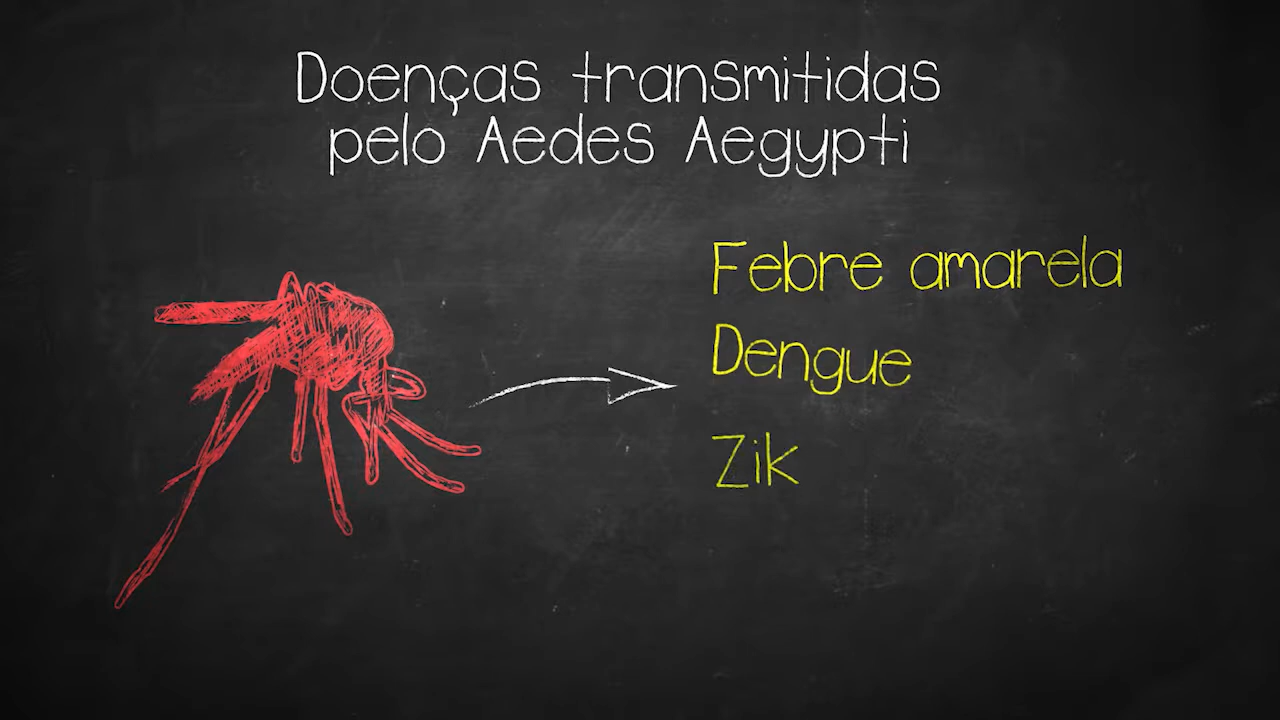 Doenças transmitidas
pelo Aedes Aegypti
Febre amarela
Dengue
Zik